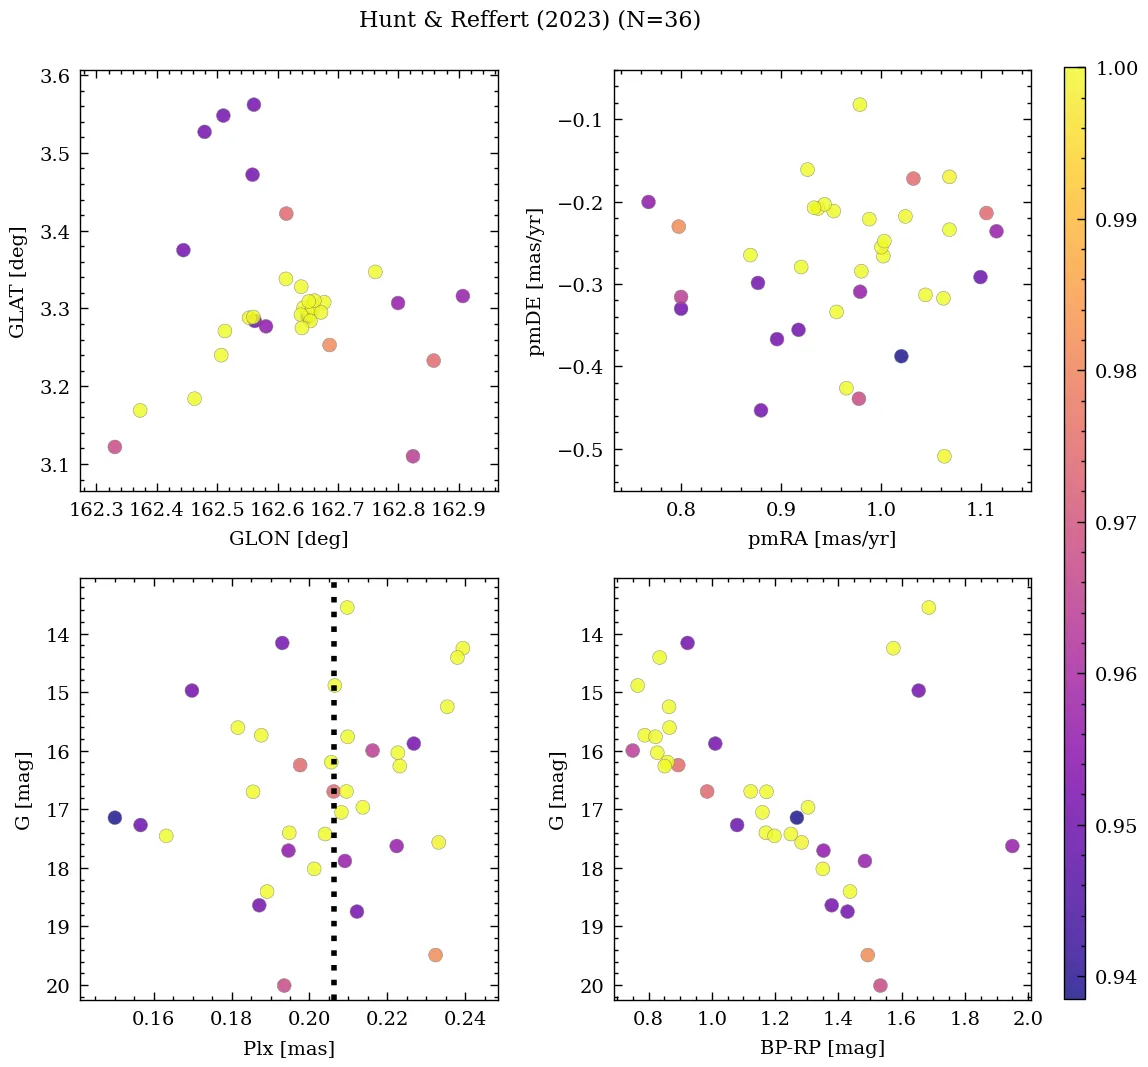 Hunt & Reffert (2023) (N=36)
3.6
3.5
3.4
3.3
3.2
3.1
GLAT [deg]
162.3 162.4 162.5 162.6 162.7 162.8 162.9
GLON [deg]
−0.1
−0.2
−0.3
−0.4
−0.5
pmDE [mas/yr]
0.8 0.9 1.0 1.1
pmRA [mas/yr]
14
15
16
17
18
19
20
G [mag]
0.16 0.18 0.20 0.22 0.24
Plx [mas]
14
15
16
17
18
19
20
G [mag]
0.8 1.0 1.2 1.4 1.6 1.8 2.0
BP-RP [mag]
1.00
0.99
0.98
0.97
0.96
0.95
0.94